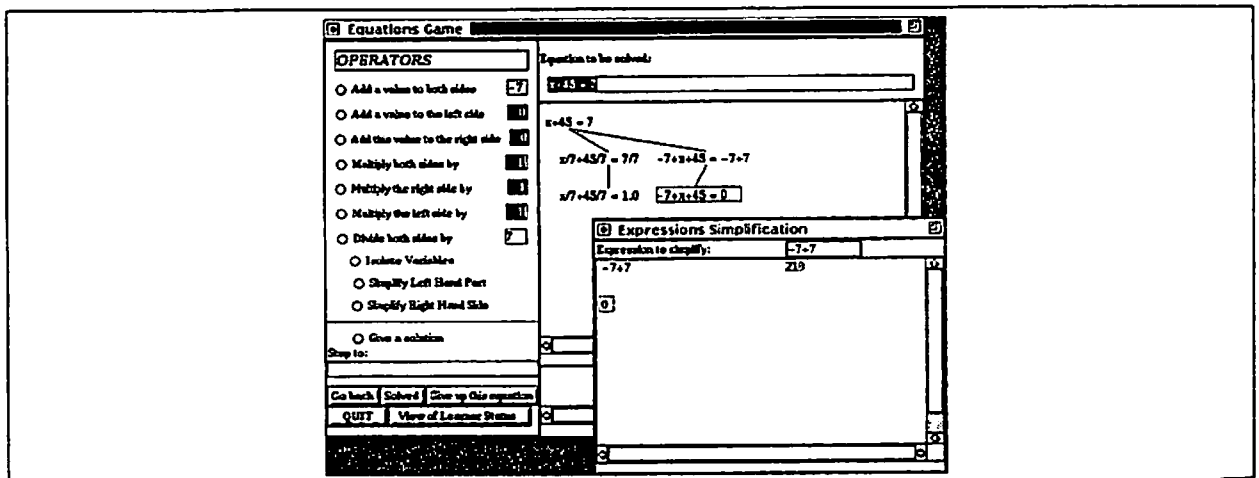 Equations Game
OPERATORS
Add a value to both sides -7
Add a value to the left side
Add this value to the right side
Multiply both sides by
Multiply the right side by
Multiply the left side by
Divide both sides by 7
Isolate Variables
Simplify Left Hand Part
Simplify Right Hand Side
Give a solution
Step to:
Go back Solved Give up this equation
QUIT View of Learner Status
Equation to be solved:
x+45 = 7
x/7+45/7 = 7/7 -7+x+45 = -7+7
x/7+45/7 = 1.0 -7+x+45 = 0
Expressions Simplification
Expression to simplify: -7+7
-7+7 219
0